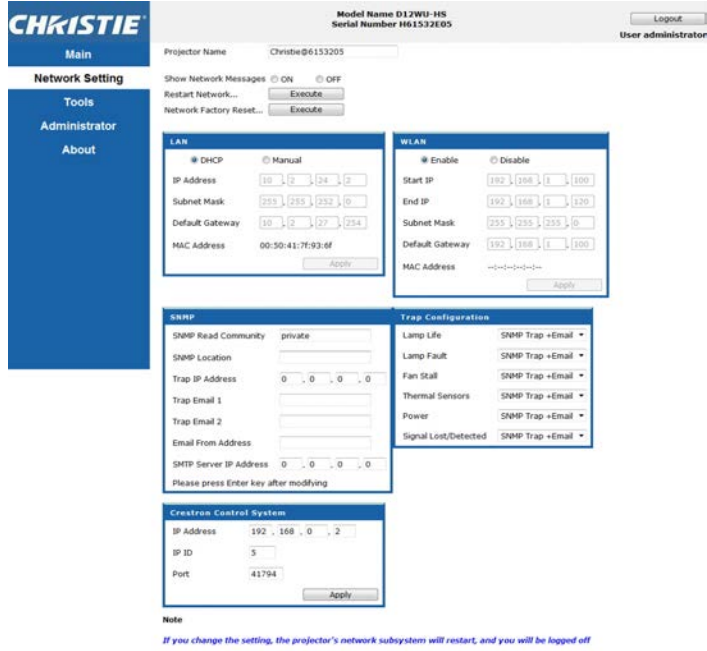 CHRISTIE
Model Name D12WU-HS
Serial Number H61532E05
Logout
User administrator
Main
Network Setting
Tools
Administrator
About
Projector Name Christie@6153205
Show Network Messages ON OFF
Restart Network... Execute
Network Factory Reset... Execute
LAN
DHCP Manual
IP Address 10 . 2 . 24 . 2
Subnet Mask 255 . 255 . 252 . 0
Default Gateway 10 . 2 . 27 . 254
MAC Address 00:50:41:7f:93:6f
Apply
WLAN
Enable Disable
Start IP 192 . 168 . 1 . 100
End IP 192 . 168 . 1 . 120
Subnet Mask 255 . 255 . 255 . 0
Default Gateway 192 . 168 . 1 . 100
MAC Address --:--:--:--:--:--
Apply
SNMP
SNMP Read Community private
SNMP Location
Trap IP Address 0 . 0 . 0 . 0
Trap Email 1
Trap Email 2
Email From Address
SMTP Server IP Address 0 . 0 . 0 . 0
Please press Enter key after modifying
Trap Configuration
Lamp Life SNMP Trap +Email
Lamp Fault SNMP Trap +Email
Fan Stall SNMP Trap +Email
Thermal Sensors SNMP Trap +Email
Power SNMP Trap +Email
Signal Lost/Detected SNMP Trap +Email
Crestron Control System
IP Address 192 . 168 . 0 . 2
IP ID 5
Port 41794
Apply
Note
If you change the setting, the projector's network subsystem will restart, and you will be logged off